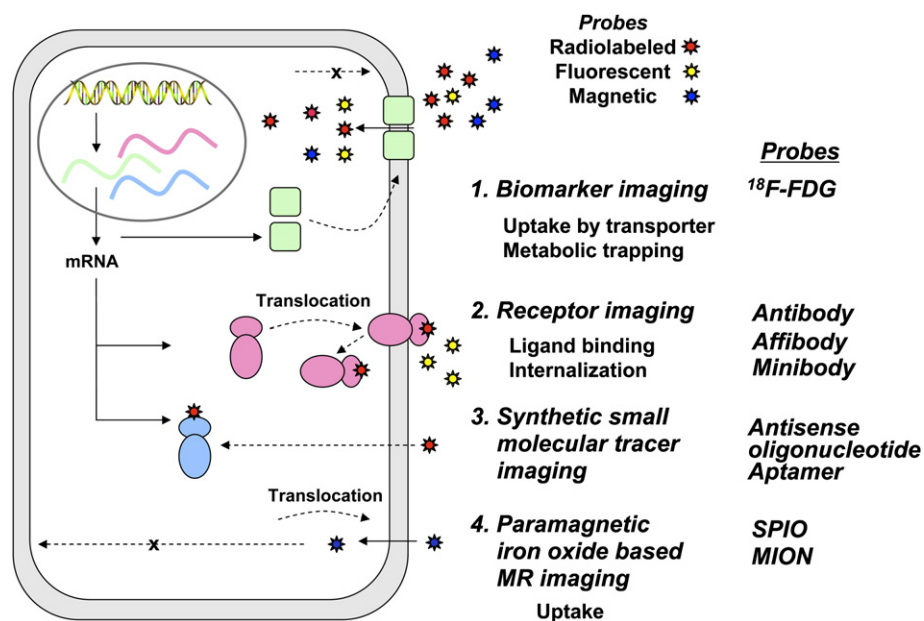 Probes
Radiolabeled
Fluorescent
Magnetic
x
mRNA
Probes
1. Biomarker imaging
18F-FDG
Uptake by transporter
Metabolic trapping
Translocation
2. Receptor imaging
Ligand binding
Internalization
Antibody
Affibody
Minibody
3. Synthetic small
molecular tracer
imaging
Antisense
oligonucleotide
Aptamer
Translocation
x
4. Paramagnetic
iron oxide based
MR imaging
Uptake
SPIO
MION